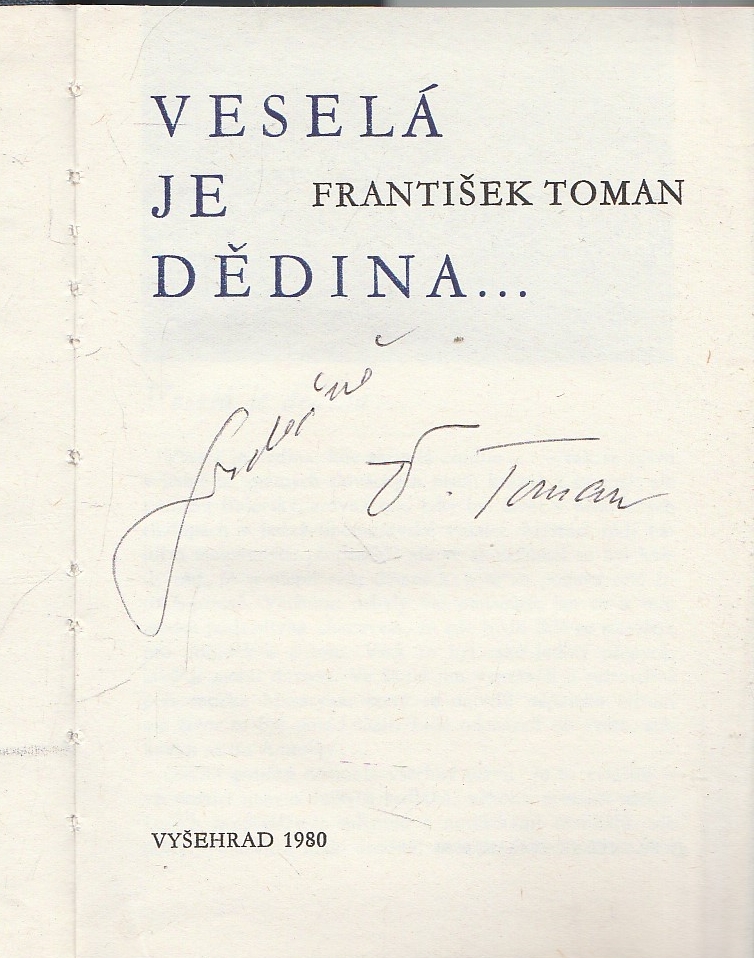 VESELÁ
JE FRANTIŠEK TOMAN
DĚDINA...
Srdečně
F. Toman
VYŠEHRAD 1980